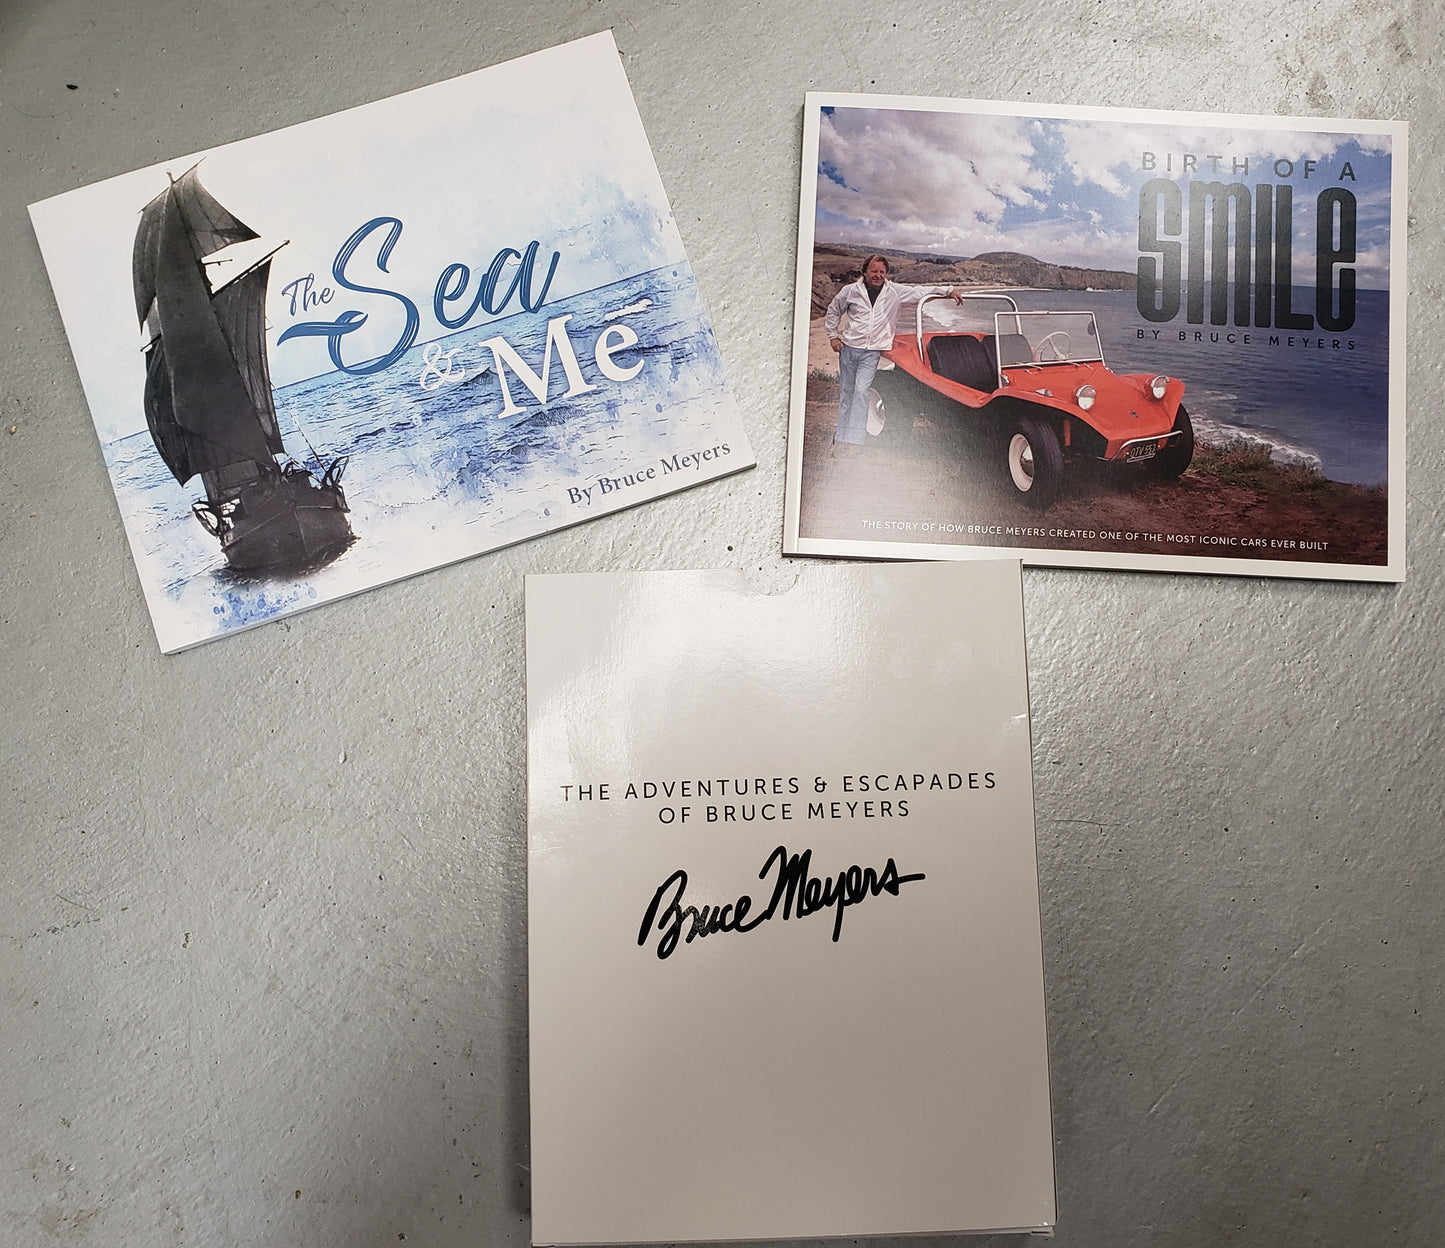 The Sea
& Me
By Bruce Meyers
BIRTH OF A
SMILE
BY BRUCE MEYERS
THE STORY OF HOW BRUCE MEYERS CREATED ONE OF THE MOST ICONIC CARS EVER BUILT
THE ADVENTURES & ESCAPADES
OF BRUCE MEYERS
Bruce Meyers